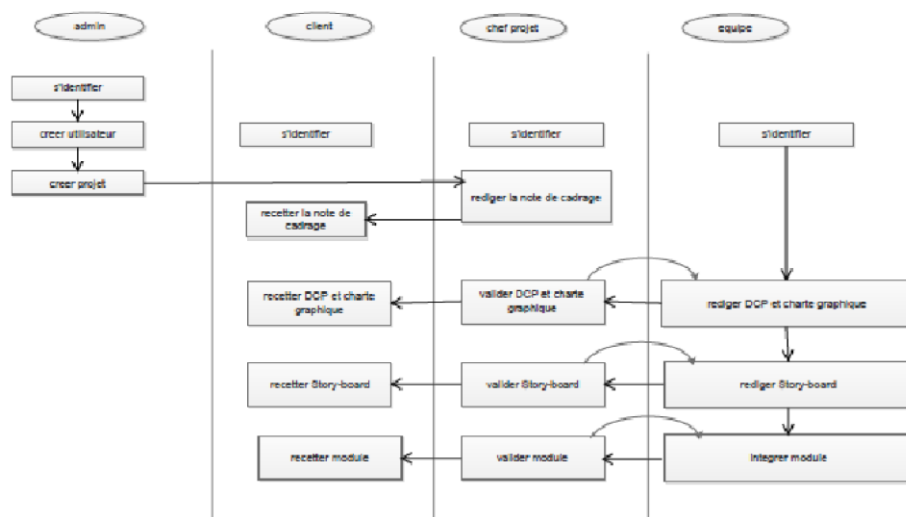 admin
client
chef projet
equipe
s'identifier
creer utilisateur
s'identifier
s'identifier
s'identifier
creer projet
rediger la note de cadrage
recetter la note de
cadrage
recetter DCP et charte
graphique
valider DCP et charte
graphique
rediger DCP et charte graphique
recetter Story-board
valider Story-board
rediger Story-board
recetter module
valider module
integrer module